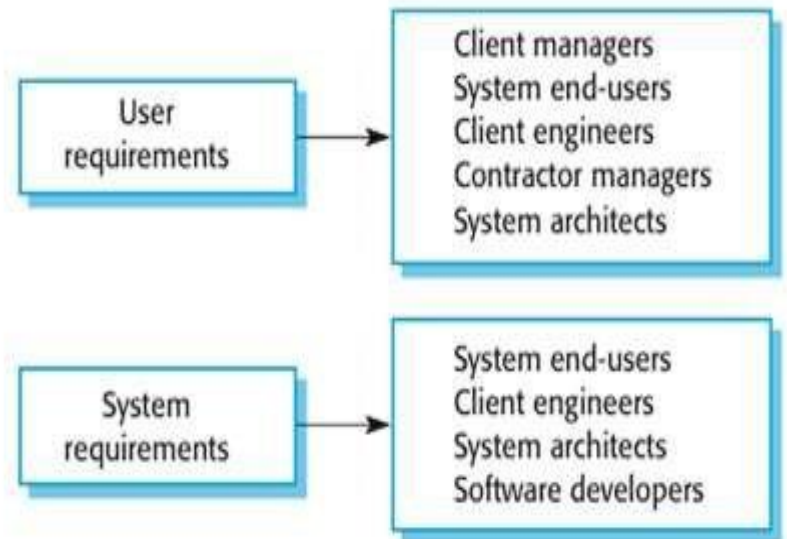 User
requirements
Client managers
System end-users
Client engineers
Contractor managers
System architects
System
requirements
System end-users
Client engineers
System architects
Software developers